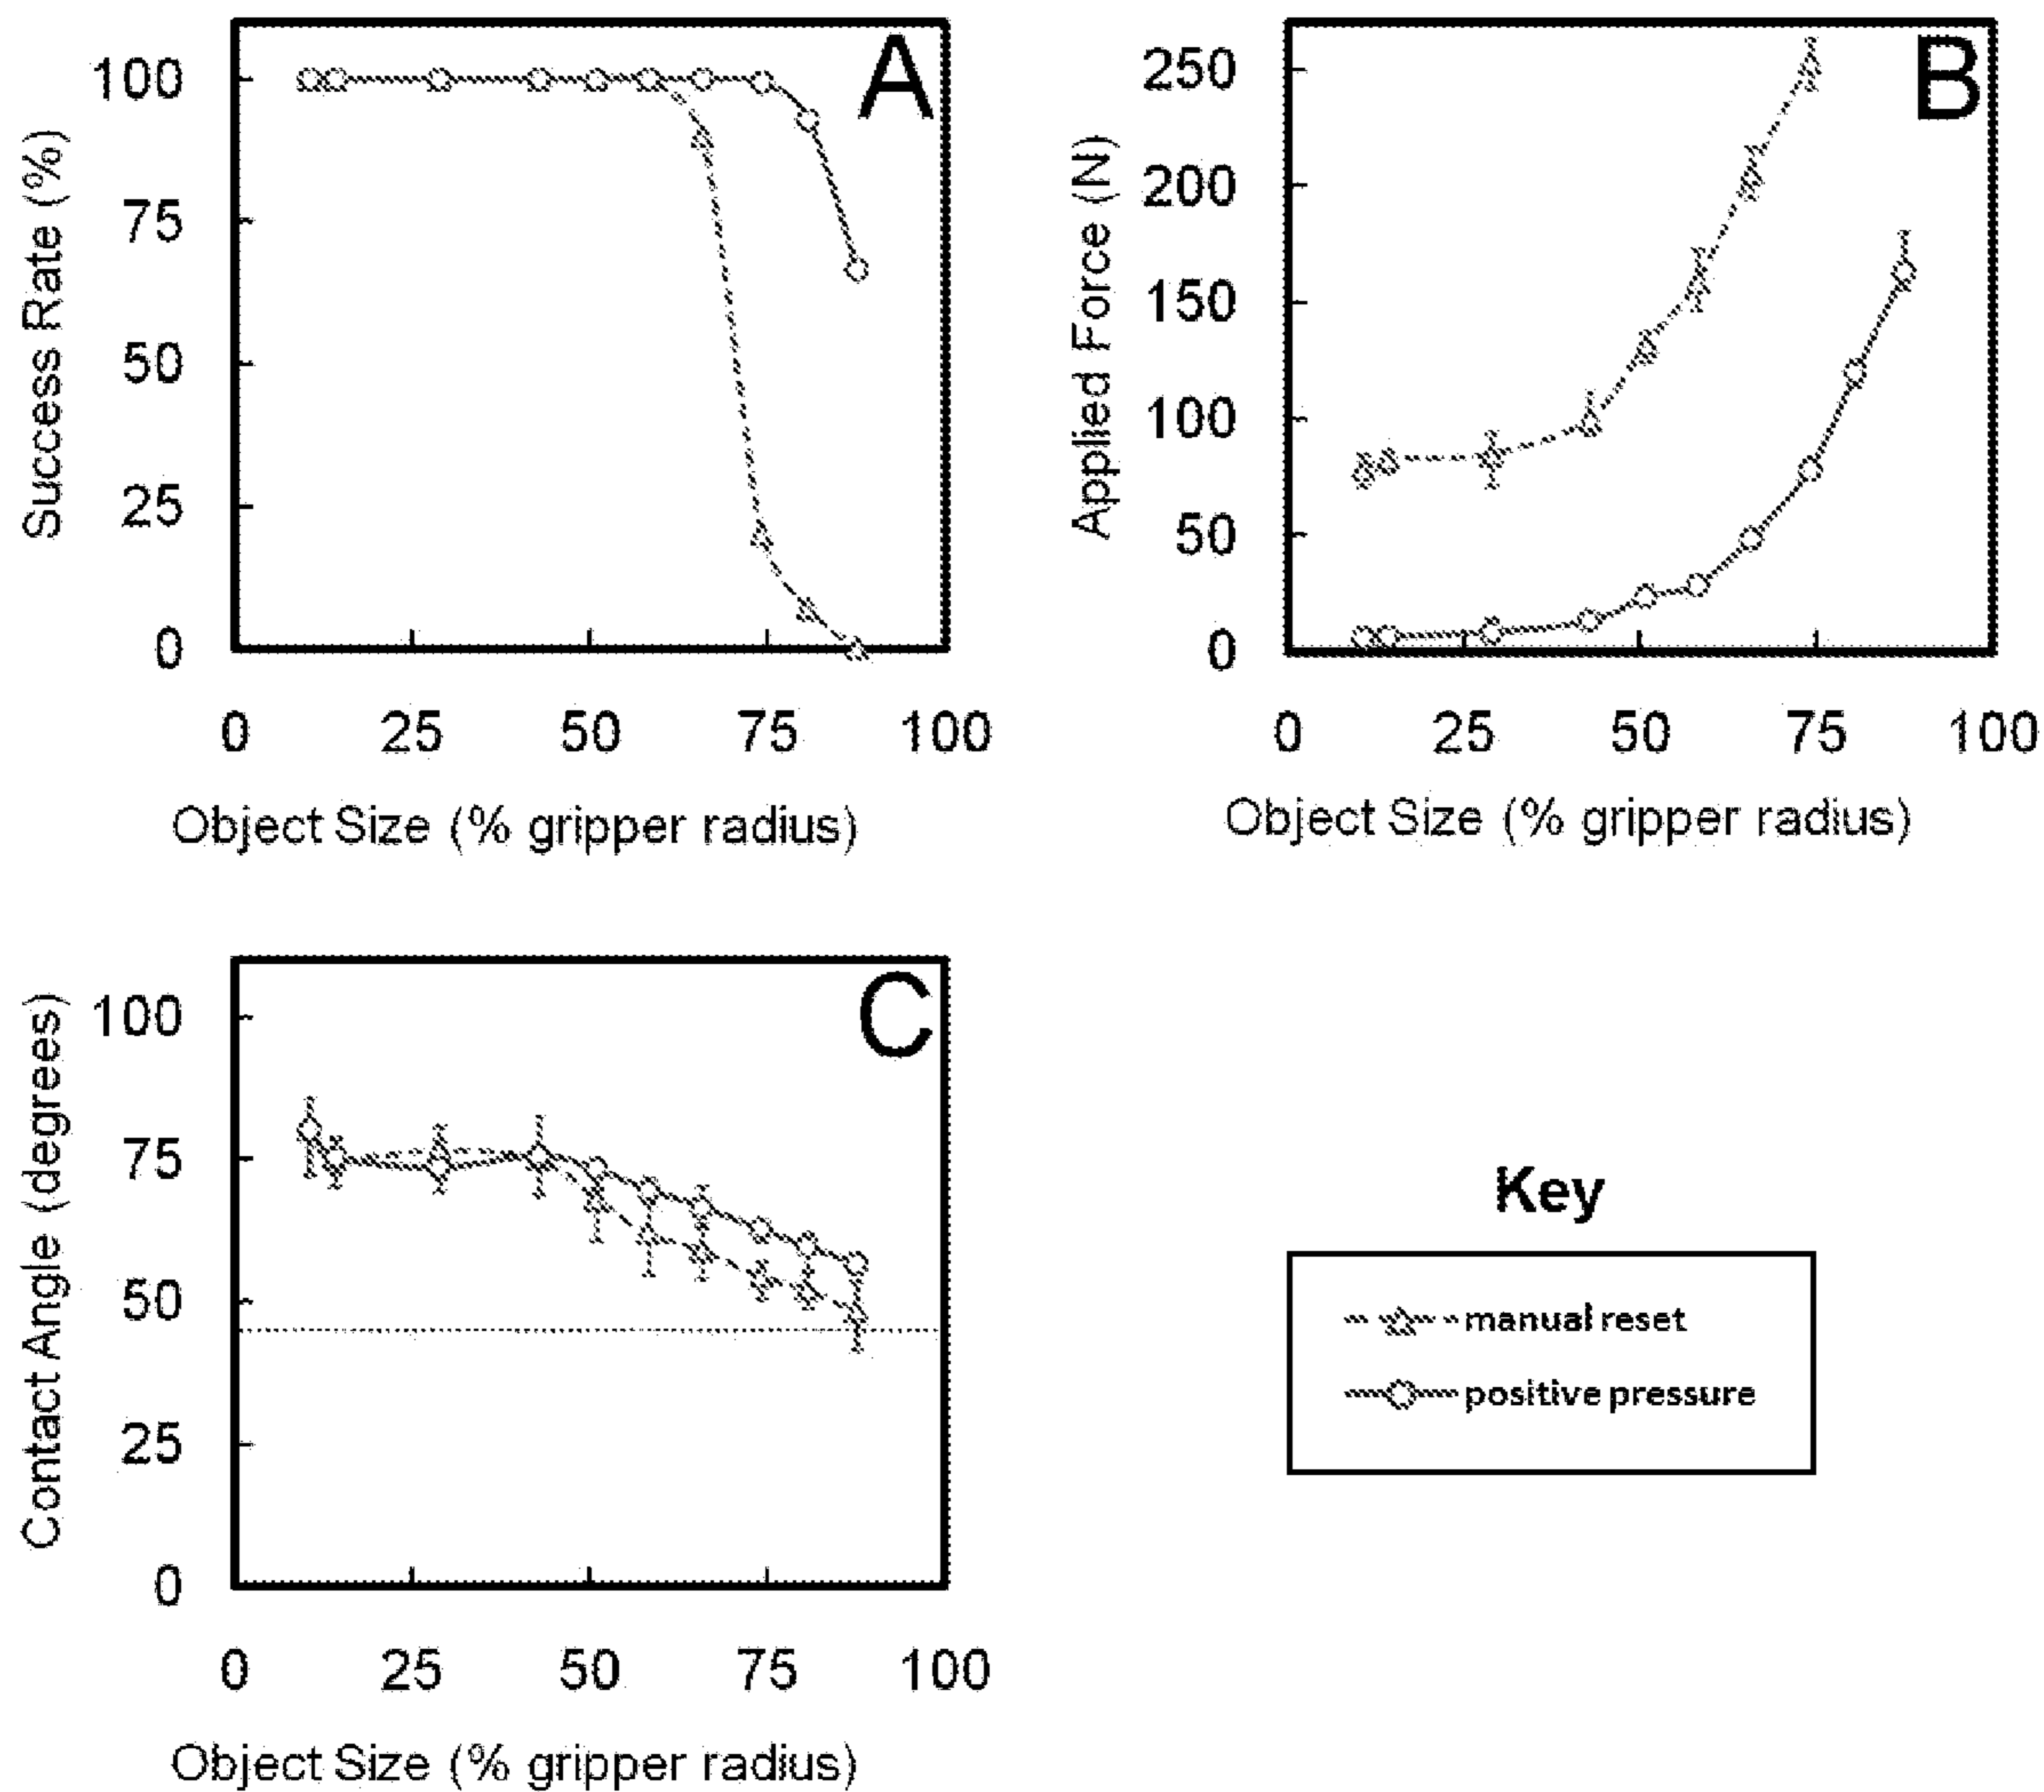 A
Success Rate (%)
100
75
50
25
0
0 25 50 75 100
Object Size (% gripper radius)
B
Applied Force (N)
250
200
150
100
50
0
0 25 50 75 100
Object Size (% gripper radius)
C
Contact Angle (degrees)
100
75
50
25
0
0 25 50 75 100
Object Size (% gripper radius)
Key
manual reset
positive pressure